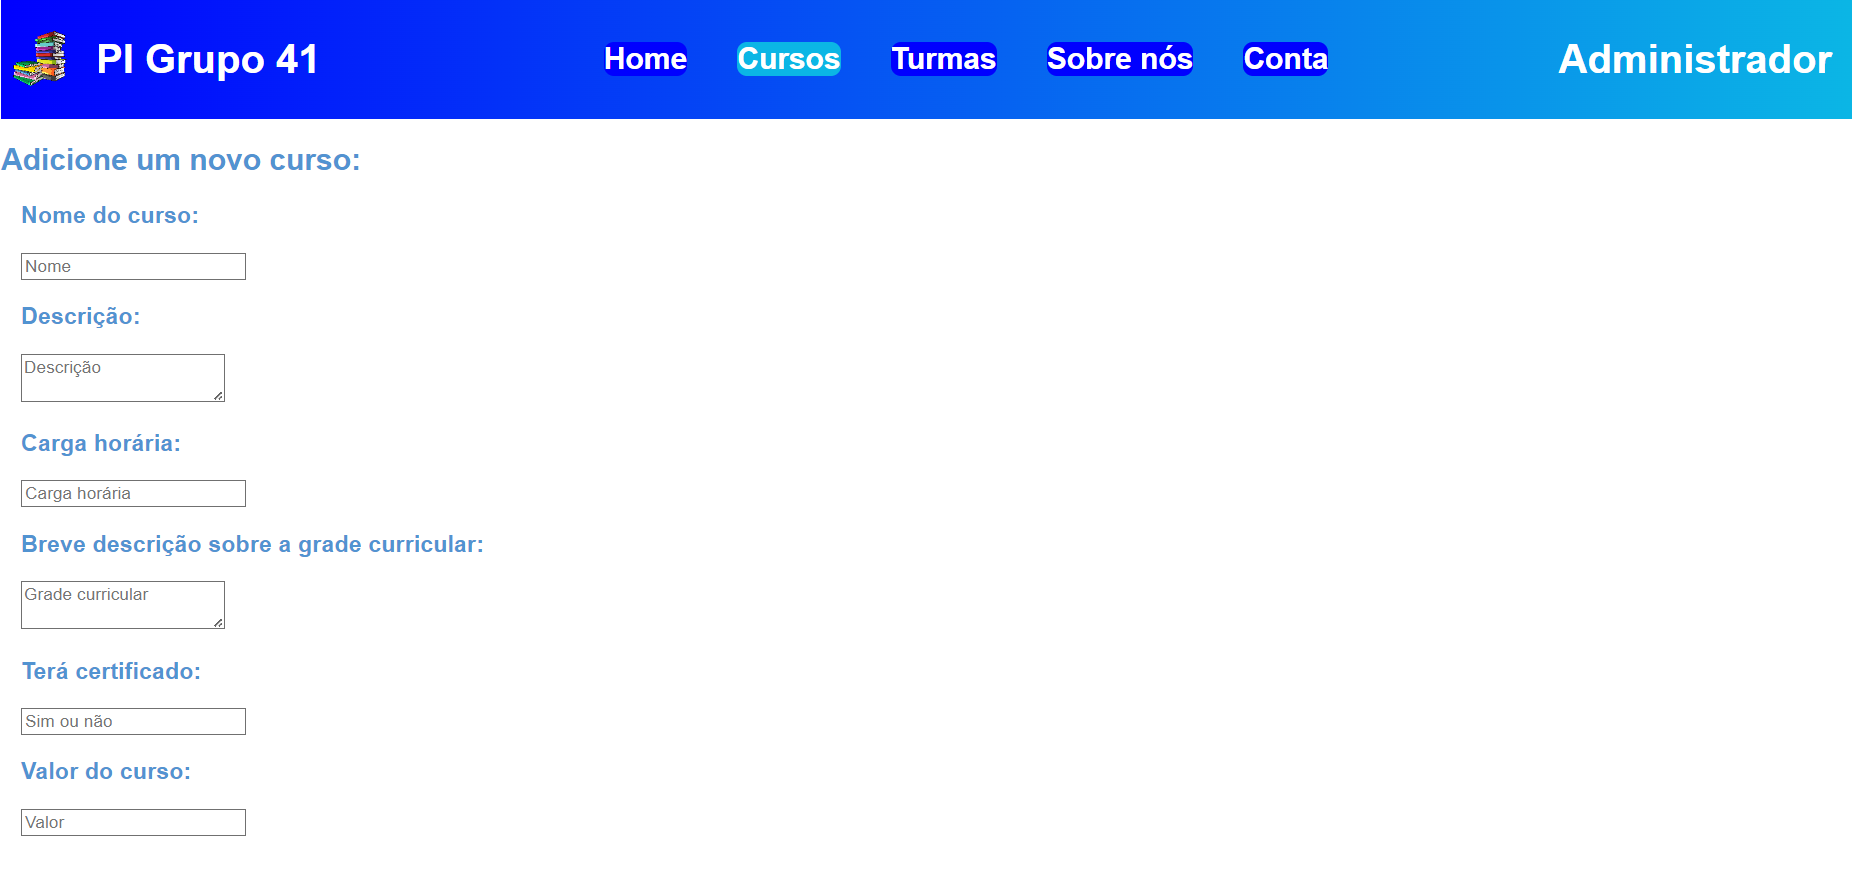 PI Grupo 41
Home Cursos Turmas Sobre nós Conta
Administrador
Adicione um novo curso:
Nome do curso:
Nome
Descrição:
Descrição
Carga horária:
Carga horária
Breve descrição sobre a grade curricular:
Grade curricular
Terá certificado:
Sim ou não
Valor do curso:
Valor